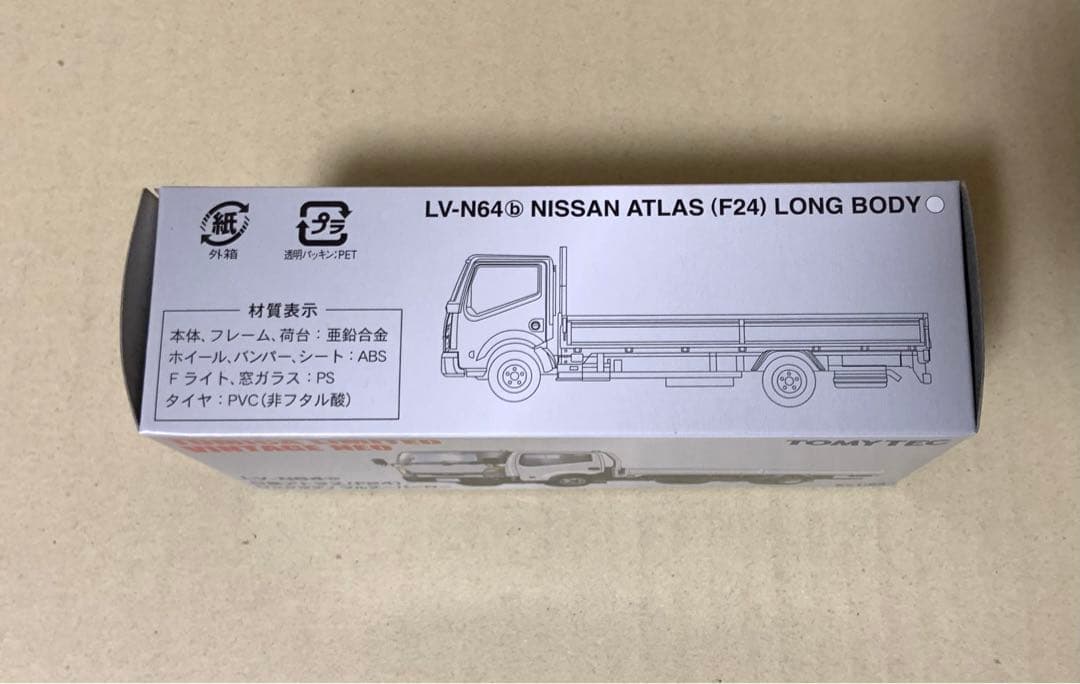 紙
外箱
プラ
透明パッキン:PET
LV-N64ⓑ NISSAN ATLAS (F24) LONG BODY
材質表示
本体、フレーム、荷台：亜鉛合金
ホイール、バンパー、シート：ABS
Fライト、窓ガラス：PS
タイヤ：PVC（非フタル酸）
VINTAGE NEO
TOMYTEC